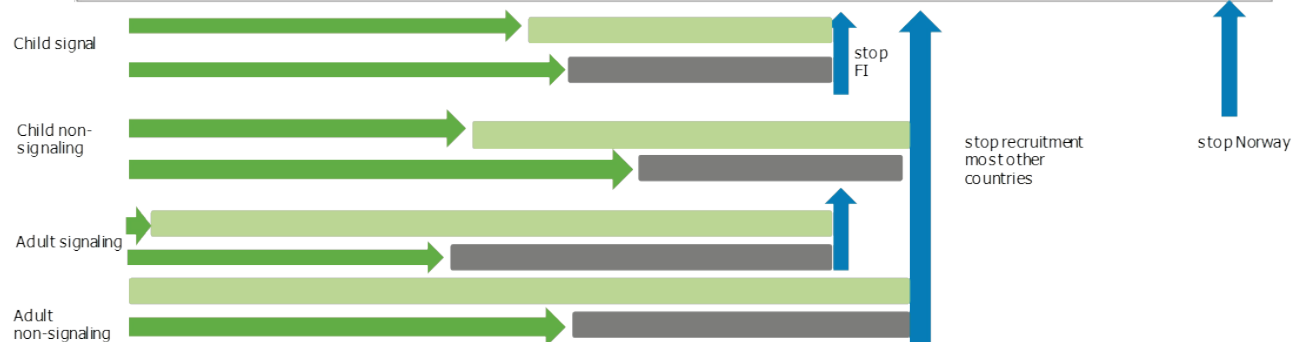 Child signal
stop
FI
Child non-
signaling
stop recruitment
most other
countries
stop Norway
Adult signaling
Adult
non-signaling